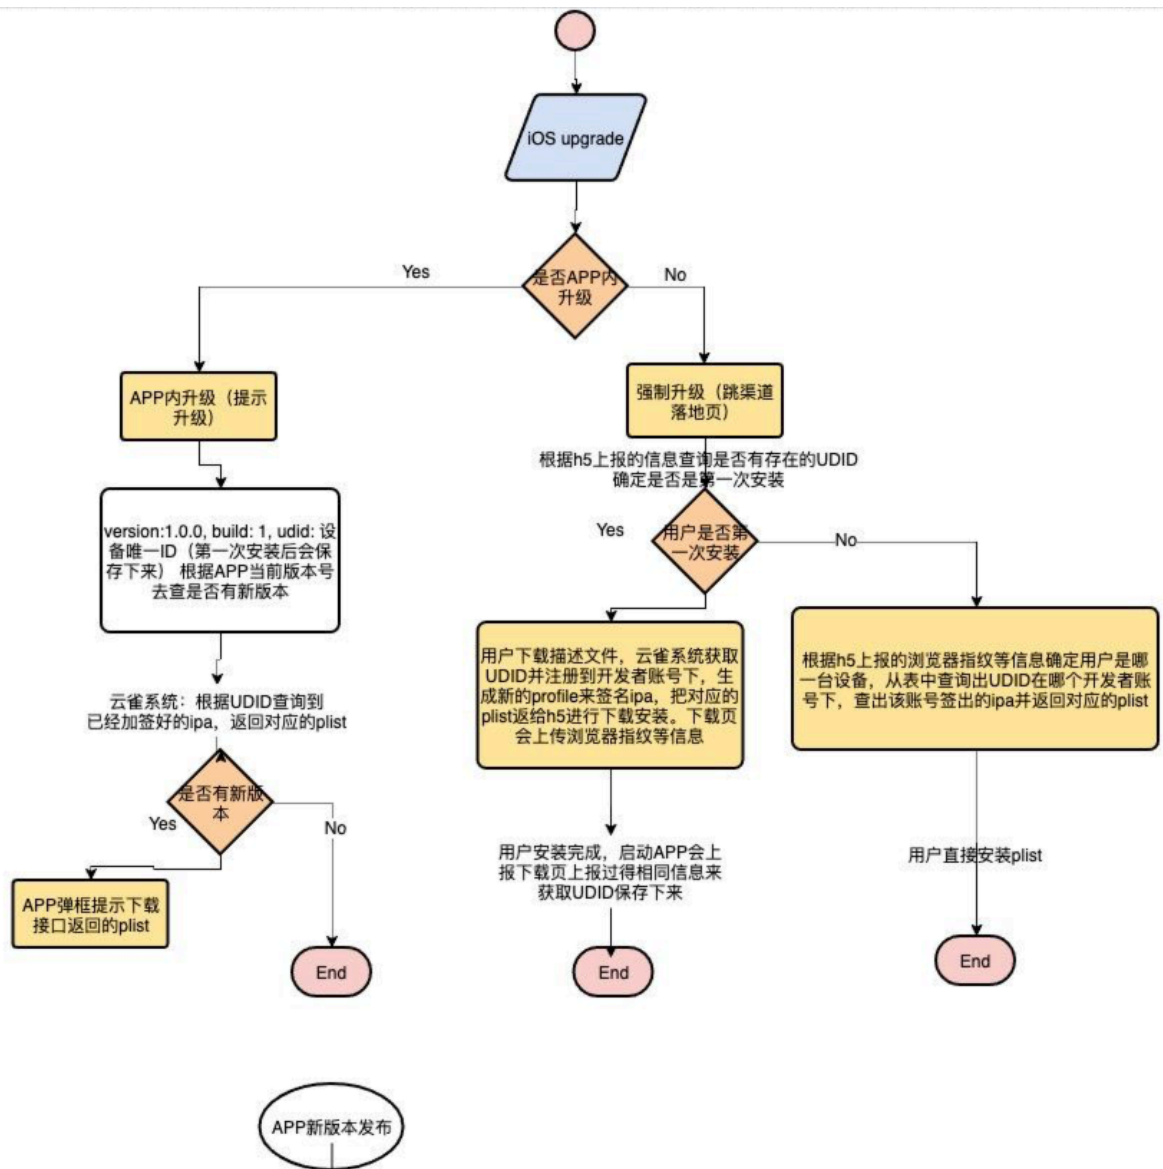 iOS upgrade
是否APP内
升级
Yes
No
APP内升级（提示
升级）
强制升级（跳渠道
落地页）
根据h5上报的信息查询是否有存在的UDID
确定是否是第一次安装
version:1.0.0, build: 1, udid: 设
备唯一ID（第一次安装后会保
存下来） 根据APP当前版本号
去查是否有新版本
Yes
用户是否第
一次安装
No
用户下载描述文件，云雀系统获取
UDID并注册到开发者账号下，生
成新的profile来签名ipa，把对应的
plist返给h5进行下载安装。下载页
会上传浏览器指纹等信息
根据h5上报的浏览器指纹等信息确定用户是哪
一台设备，从表中查询出UDID在哪个开发者账
号下，查出该账号签出的ipa并返回对应的plist
云雀系统：根据UDID查询到
已经加签好的ipa，返回对应的plist
是否有新版
本
Yes
No
用户安装完成，启动APP会上
报下载页上报过得相同信息来
获取UDID保存下来
用户直接安装plist
APP弹框提示下载
接口返回的plist
End
End
End
APP新版本发布